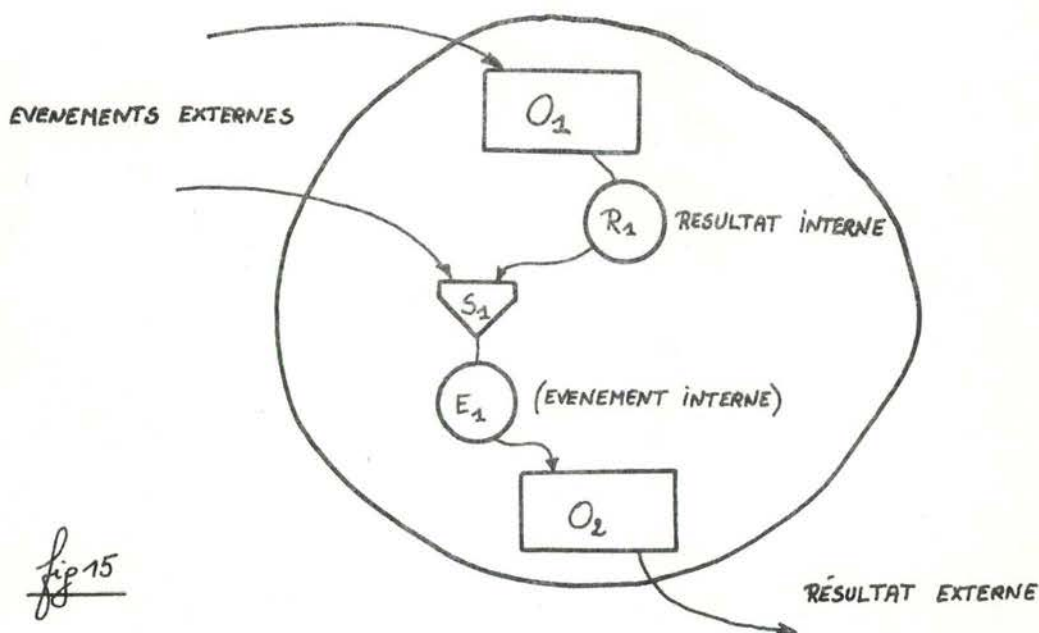 O₁
EVENEMENTS EXTERNES
R₁ RESULTAT INTERNE
S₁
E₁ (EVENEMENT INTERNE)
O₂
fig 15
RÉSULTAT EXTERNE